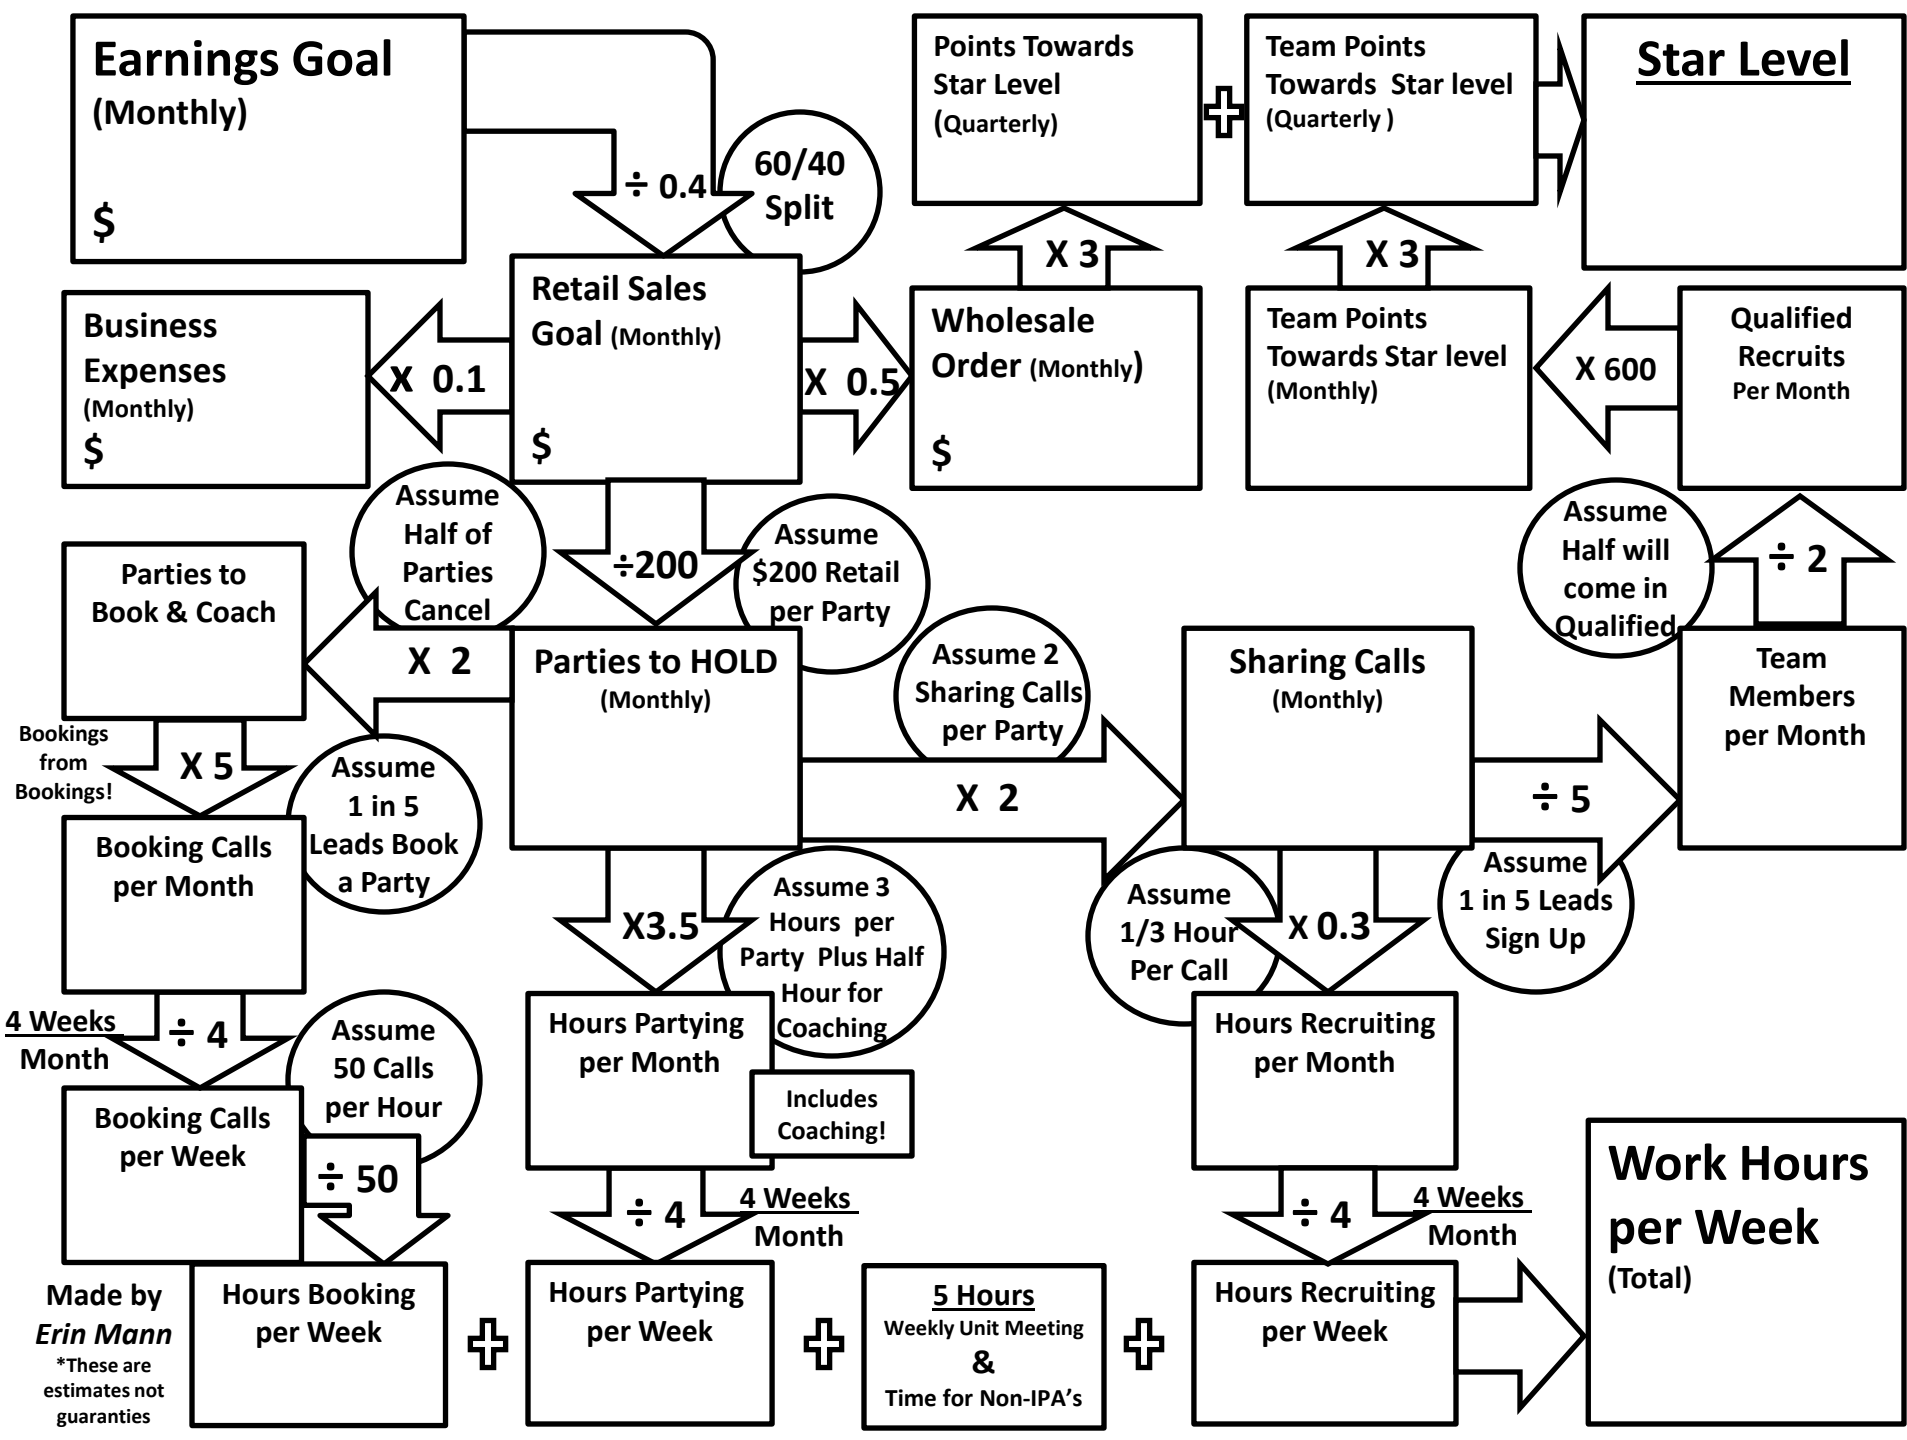 Earnings Goal
(Monthly)
$
÷ 0.4
60/40
Split
Points Towards
Star Level
(Quarterly)
Team Points
Towards Star level
(Quarterly )
Star Level
X 3
X 3
Business
Expenses
(Monthly)
$
X 0.1
Retail Sales
Goal (Monthly)
$
X 0.5
Wholesale
Order (Monthly)
$
Team Points
Towards Star level
(Monthly)
X 600
Qualified
Recruits
Per Month
Assume
Half of
Parties
Cancel
÷200
Assume
$200 Retail
per Party
Assume
Half will
come in
Qualified
÷ 2
Parties to
Book & Coach
X 2
Parties to HOLD
(Monthly)
Assume 2
Sharing Calls
per Party
X 2
Sharing Calls
(Monthly)
÷ 5
Team
Members
per Month
Bookings
from
Bookings!
X 5
Assume
1 in 5
Leads Book
a Party
Booking Calls
per Month
X3.5
Assume 3
Hours per
Party Plus Half
Hour for
Coaching
Assume
1/3 Hour
Per Call
X 0.3
Assume
1 in 5 Leads
Sign Up
4 Weeks
Month
÷ 4
Assume
50 Calls
per Hour
Hours Partying
per Month
Includes
Coaching!
Hours Recruiting
per Month
Booking Calls
per Week
÷ 50
÷ 4
4 Weeks
Month
÷ 4
4 Weeks
Month
Work Hours
per Week
(Total)
Made by
Erin Mann
*These are
estimates not
guaranties
Hours Booking
per Week
Hours Partying
per Week
5 Hours
Weekly Unit Meeting
&
Time for Non-IPA's
Hours Recruiting
per Week